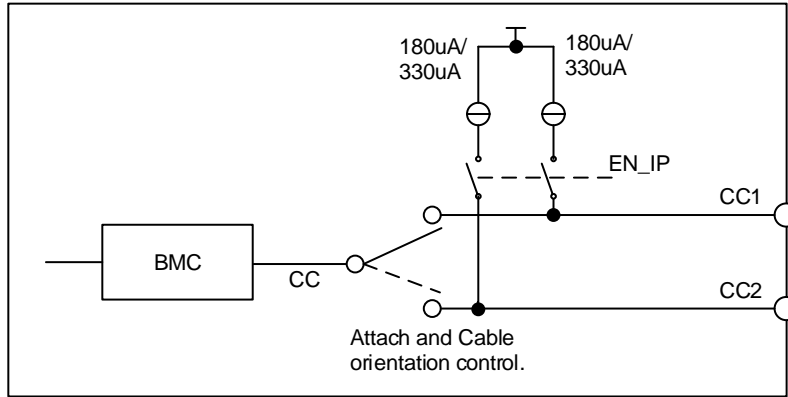 180uA/
330uA
180uA/
330uA
EN_IP
CC1
BMC
CC
CC2
Attach and Cable
orientation control.